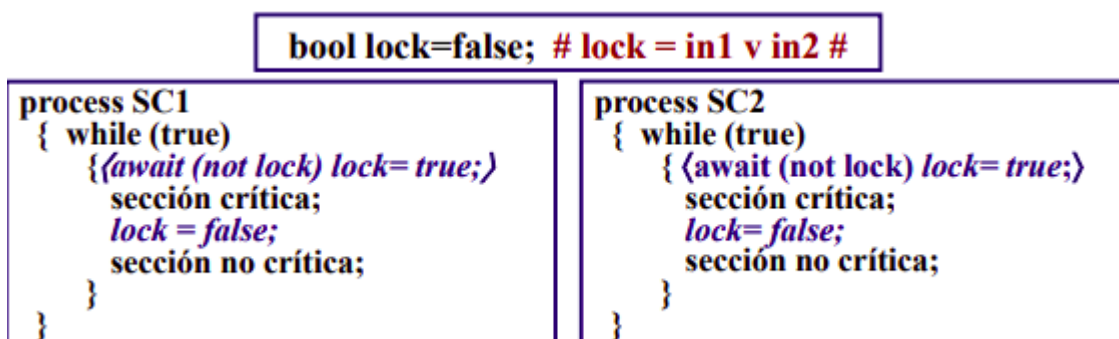 bool lock=false; # lock = in1 v in2 #
process SC1
{ while (true)
{⟨await (not lock) lock= true;⟩
sección crítica;
lock = false;
sección no crítica;
}
}
process SC2
{ while (true)
{ ⟨await (not lock) lock= true;⟩
sección crítica;
lock= false;
sección no crítica;
}
}